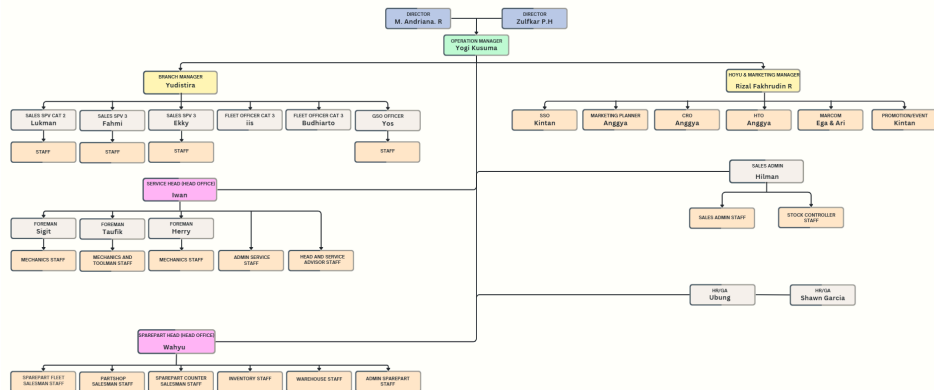 DIRECTOR
M. Andriana. R
DIRECTOR
Zulfkar P.H
OPERATION MANAGER
Yogi Kusuma
BRANCH MANAGER
Yudistira
HOYU & MARKETING MANAGER
Rizal Fakhrudin R
SALES SPV CAT 2
Lukman
SALES SPV 3
Fahmi
SALES SPV 3
Ekky
FLEET OFFICER CAT 3
iis
FLEET OFFICER CAT 3
Budhiarto
GSO OFFICER
Yos
SSO
Kintan
MARKETING PLANNER
Anggya
CRO
Anggya
HTO
Anggya
MARCOM
Ega & Ari
PROMOTION/EVENT
Kintan
STAFF
STAFF
STAFF
STAFF
SALES ADMIN
Hilman
SERVICE HEAD (HEAD OFFICE)
Iwan
SALES ADMIN STAFF
STOCK CONTROLLER
STAFF
FOREMAN
Sigit
FOREMAN
Taufik
FOREMAN
Herry
MECHANICS STAFF
MECHANICS AND
TOOLMAN STAFF
MECHANICS STAFF
ADMIN SERVICE
STAFF
HEAD AND SERVICE
ADVISOR STAFF
HR/GA
Ubung
HR/GA
Shawn Garcia
SPAREPART HEAD (HEAD OFFICE)
Wahyu
SPAREPART FLEET
SALESMAN STAFF
PARTSHOP
SALESMAN STAFF
SPAREPART COUNTER
SALESMAN STAFF
INVENTORY STAFF
WAREHOUSE STAFF
ADMIN SPAREPART
STAFF